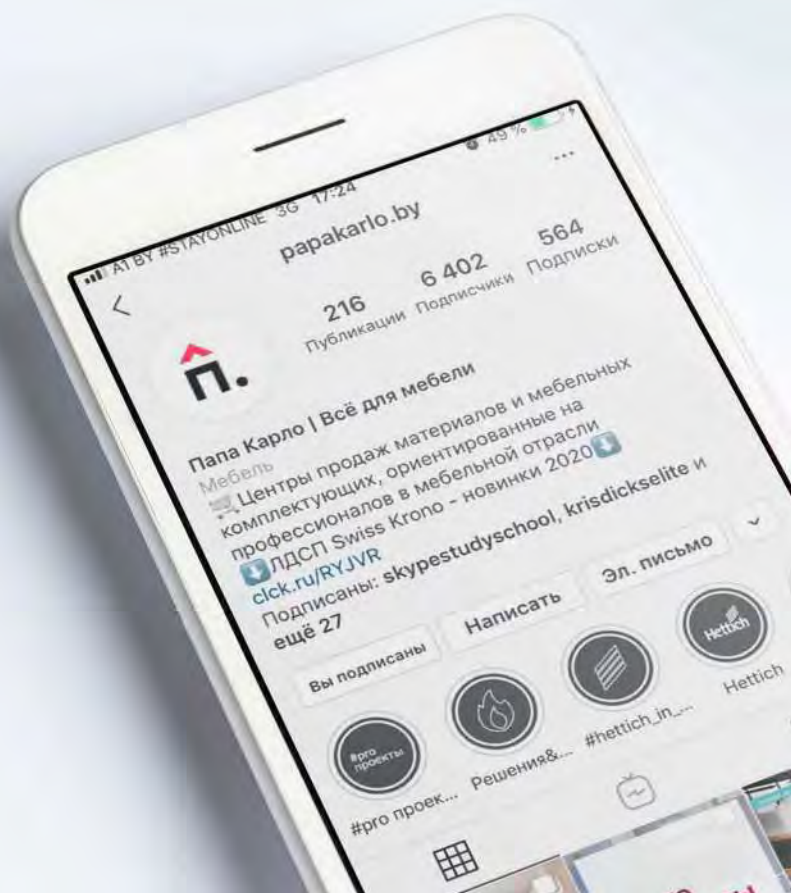 A1 BY #STAYONLINE 3G 17:24 49 %
papakarlo.by
216 6 402 564
Публикации Подписчики Подписки
п.
Папа Карло | Всё для мебели
Мебель
Центры продаж материалов и мебельных
комплектующих, ориентированные на
профессионалов в мебельной отрасли
ЛДСП Swiss Krono - новинки 2020
clck.ru/RYJVR
Подписаны: skypestudyschool, krisdickselite и
ещё 27
Вы подписаны Написать Эл. письмо
#pro
проекты
Hettich
#pro проек... Решения&... #hettich_in_... Hettich